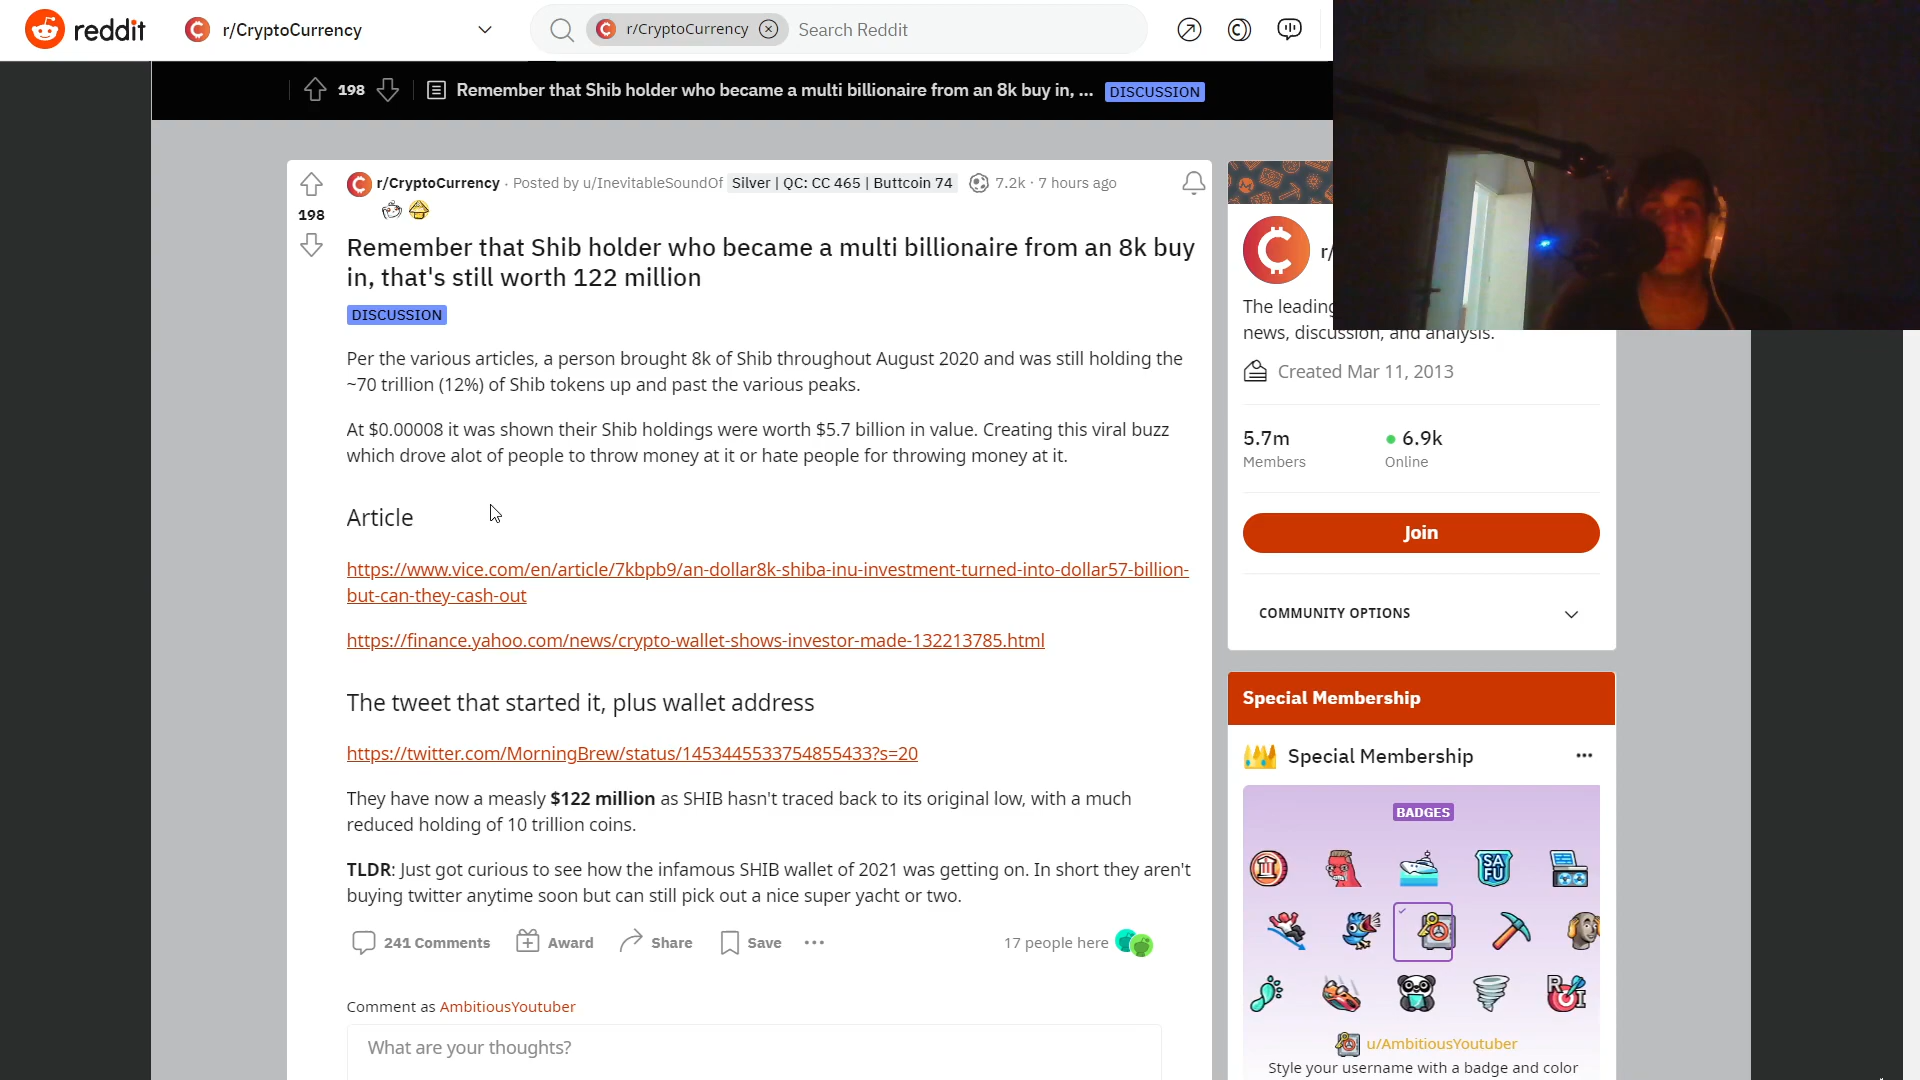 reddit
r/CryptoCurrency
r/CryptoCurrency
Search Reddit
198
Remember that Shib holder who became a multi billionaire from an 8k buy in, ...
DISCUSSION
r/CryptoCurrency · Posted by u/InevitableSoundOf Silver | QC: CC 465 | Buttcoin 74 7.2k · 7 hours ago
198
Remember that Shib holder who became a multi billionaire from an 8k buy
in, that's still worth 122 million
DISCUSSION
Per the various articles, a person brought 8k of Shib throughout August 2020 and was still holding the
~70 trillion (12%) of Shib tokens up and past the various peaks.
At $0.00008 it was shown their Shib holdings were worth $5.7 billion in value. Creating this viral buzz
which drove alot of people to throw money at it or hate people for throwing money at it.
Article
https://www.vice.com/en/article/7kbpb9/an-dollar8k-shiba-inu-investment-turned-into-dollar57-billion-
but-can-they-cash-out
https://finance.yahoo.com/news/crypto-wallet-shows-investor-made-132213785.html
The tweet that started it, plus wallet address
https://twitter.com/MorningBrew/status/1453445533754855433?s=20
They have now a measly $122 million as SHIB hasn't traced back to its original low, with a much
reduced holding of 10 trillion coins.
TLDR: Just got curious to see how the infamous SHIB wallet of 2021 was getting on. In short they aren't
buying twitter anytime soon but can still pick out a nice super yacht or two.
241 Comments
Award
Share
Save
17 people here
Comment as AmbitiousYoutuber
What are your thoughts?
r/
The leading
news, discussion, and analysis.
Created Mar 11, 2013
5.7m
6.9k
Members
Online
Join
COMMUNITY OPTIONS
Special Membership
Special Membership
BADGES
SAFU
ROI
u/AmbitiousYoutuber
Style your username with a badge and color